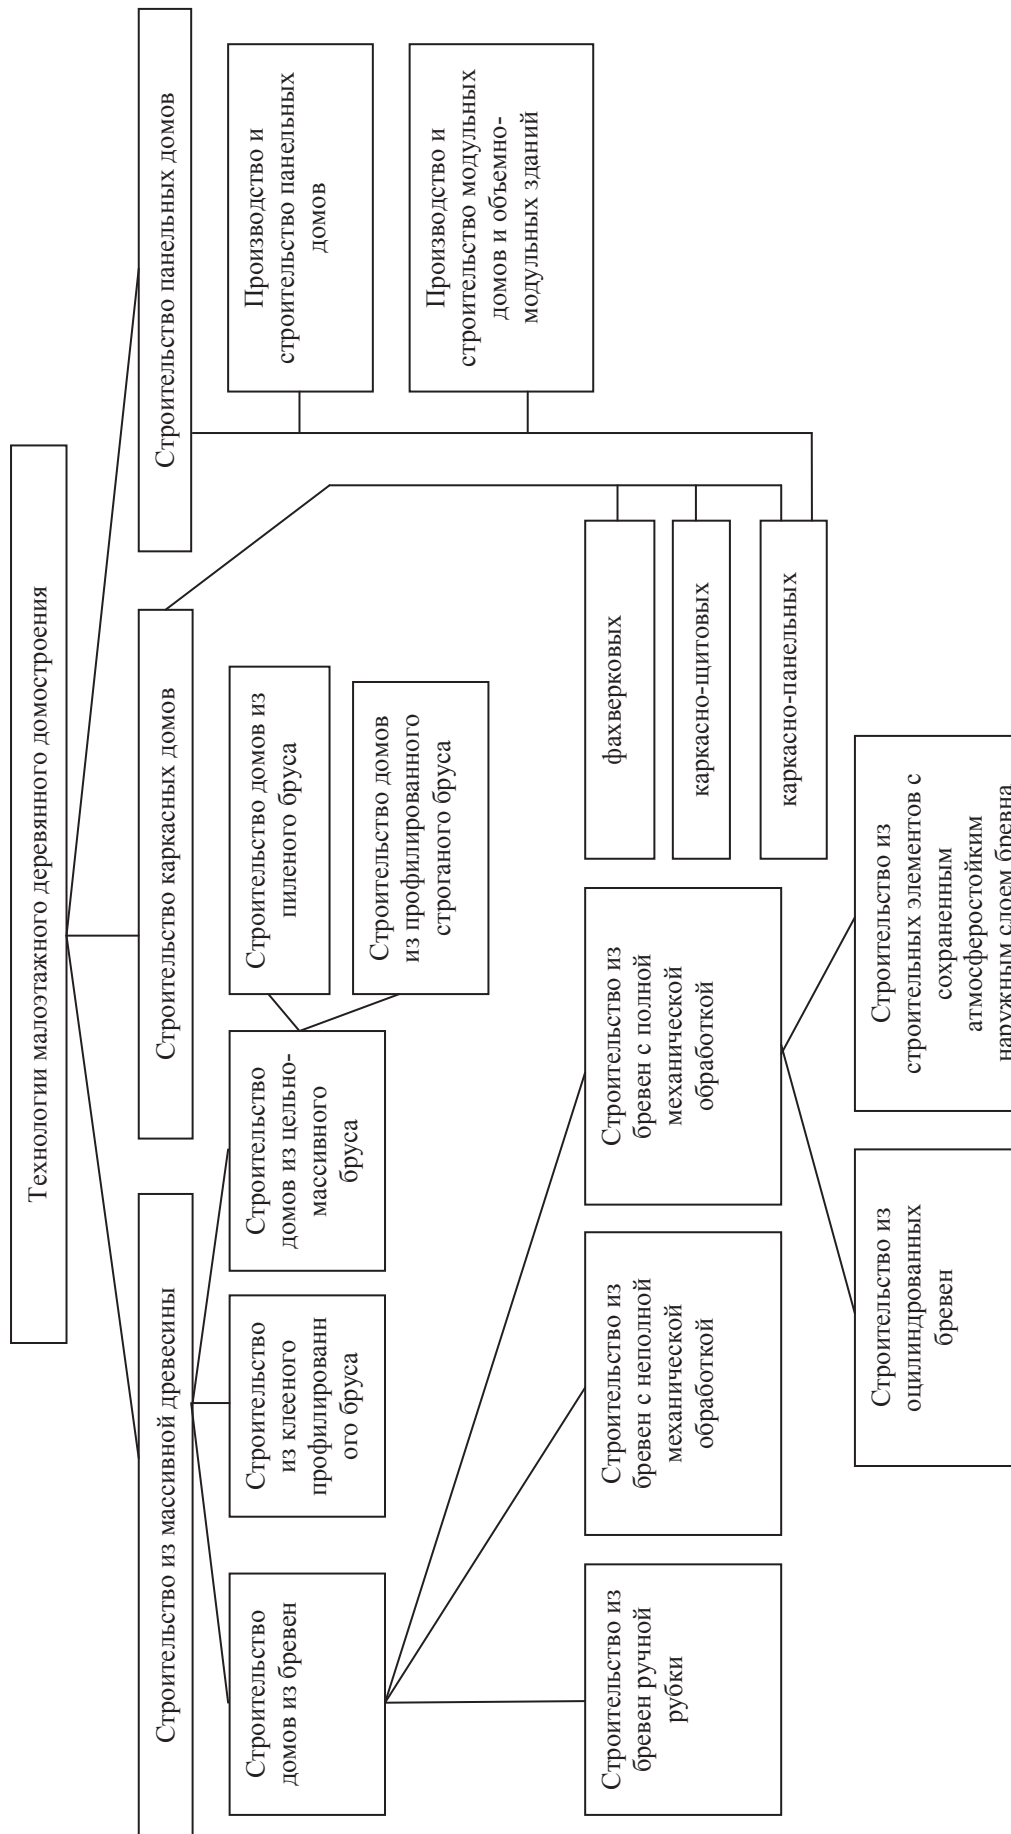 Технологии малоэтажного деревянного домостроения
Строительство из массивной древесины
Строительство каркасных домов
Строительство панельных домов
Строительство
домов из бревен
Строительство
из клееного
профилированн
ого бруса
Строительство
домов из цельно-
массивного
бруса
Строительство домов из
пиленого бруса
Строительство домов
из профилированного
строганого бруса
Производство и
строительство панельных
домов
Производство и
строительство модульных
домов и объемно-
модульных зданий
Строительство из
бревен ручной
рубки
Строительство из
бревен с неполной
механической
обработкой
Строительство из
бревен с полной
механической
обработкой
фахверковых
каркасно-щитовых
каркасно-панельных
Строительство из
оцилиндрованных
бревен
Строительство из
строительных элементов с
сохраненным
атмосферостойким
наружным слоем бревна